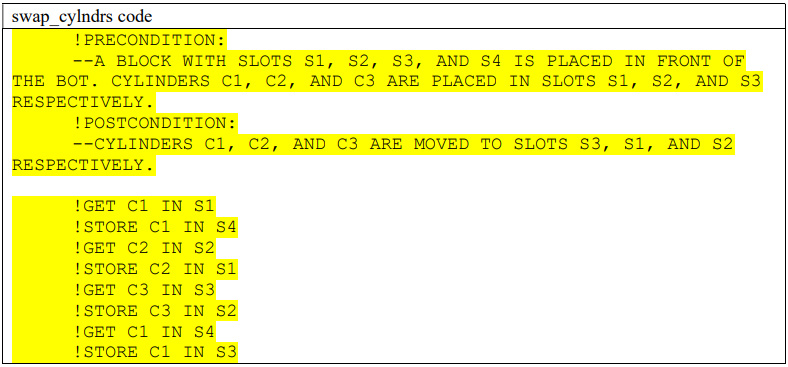 swap_cylndrs code
!PRECONDITION:
--A BLOCK WITH SLOTS S1, S2, S3, AND S4 IS PLACED IN FRONT OF
THE BOT. CYLINDERS C1, C2, AND C3 ARE PLACED IN SLOTS S1, S2, AND S3
RESPECTIVELY.
!POSTCONDITION:
--CYLINDERS C1, C2, AND C3 ARE MOVED TO SLOTS S3, S1, AND S2
RESPECTIVELY.
!GET C1 IN S1
!STORE C1 IN S4
!GET C2 IN S2
!STORE C2 IN S1
!GET C3 IN S3
!STORE C3 IN S2
!GET C1 IN S4
!STORE C1 IN S3